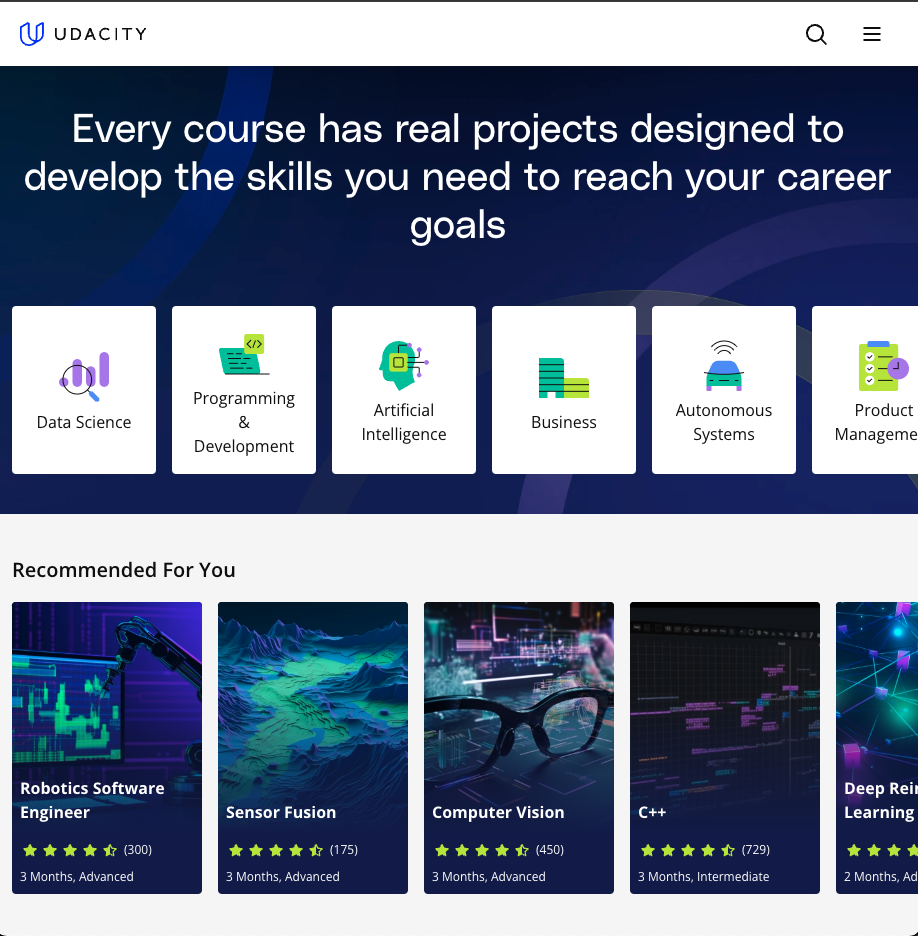 UDACITY
Every course has real projects designed to
develop the skills you need to reach your career
goals
Data Science
Programming
&
Development
Artificial
Intelligence
Business
Autonomous
Systems
Product
Recommended For You
Robotics Software
Engineer
(300)
3 Months, Advanced
Sensor Fusion
(175)
3 Months, Advanced
Computer Vision
(450)
3 Months, Advanced
C++
(729)
3 Months, Intermediate
Deep
Learning
2 Months,